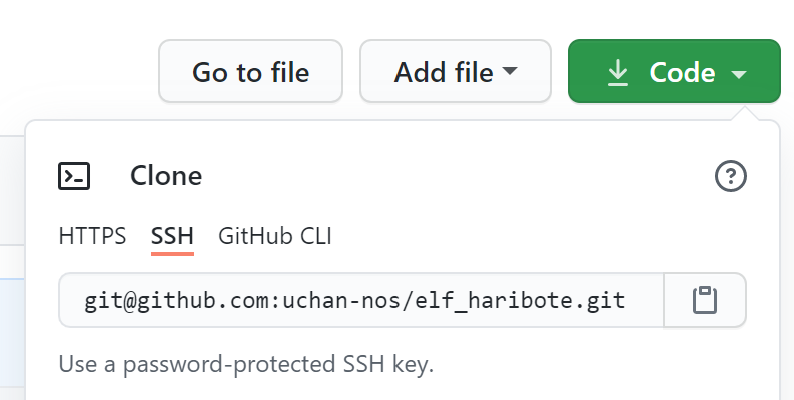 Go to file Add file Code
Clone
HTTPS SSH GitHub CLI
git@github.com:uchan-nos/elf_haribote.git
Use a password-protected SSH key.